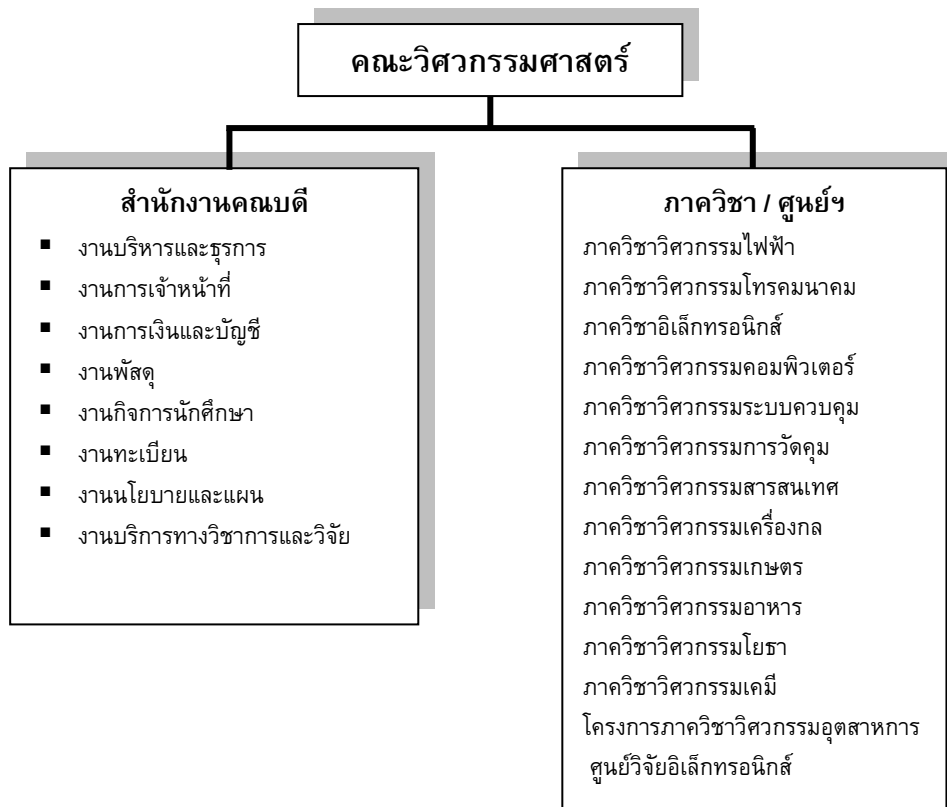 คณะวิศวกรรมศาสตร์
สำนักงานคณบดี
▪ งานบริหารและธุรการ
▪ งานการเจ้าหน้าที่
▪ งานการเงินและบัญชี
▪ งานพัสดุ
▪ งานกิจการนักศึกษา
▪ งานทะเบียน
▪ งานนโยบายและแผน
▪ งานบริการทางวิชาการและวิจัย
ภาควิชา / ศูนย์ฯ
ภาควิชาวิศวกรรมไฟฟ้า
ภาควิชาวิศวกรรมโทรคมนาคม
ภาควิชาอิเล็กทรอนิกส์
ภาควิชาวิศวกรรมคอมพิวเตอร์
ภาควิชาวิศวกรรมระบบควบคุม
ภาควิชาวิศวกรรมการวัดคุม
ภาควิชาวิศวกรรมสารสนเทศ
ภาควิชาวิศวกรรมเครื่องกล
ภาควิชาวิศวกรรมเกษตร
ภาควิชาวิศวกรรมอาหาร
ภาควิชาวิศวกรรมโยธา
ภาควิชาวิศวกรรมเคมี
โครงการภาควิชาวิศวกรรมอุตสาหการ
ศูนย์วิจัยอิเล็กทรอนิกส์